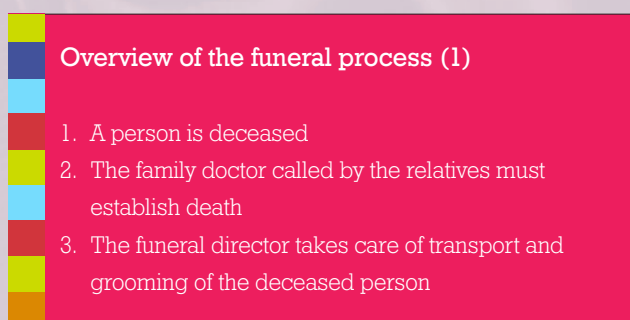 Overview of the funeral process (1)
1. A person is deceased
2. The family doctor called by the relatives must
establish death
3. The funeral director takes care of transport and
grooming of the deceased person